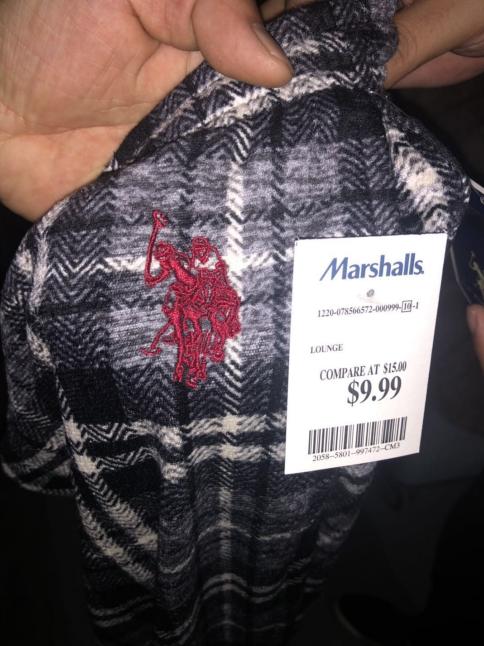 Marshalls.
1220-078566572-000999-10-1
LOUNGE
COMPARE AT $15.00
$9.99
2058-5801-997472-CM3